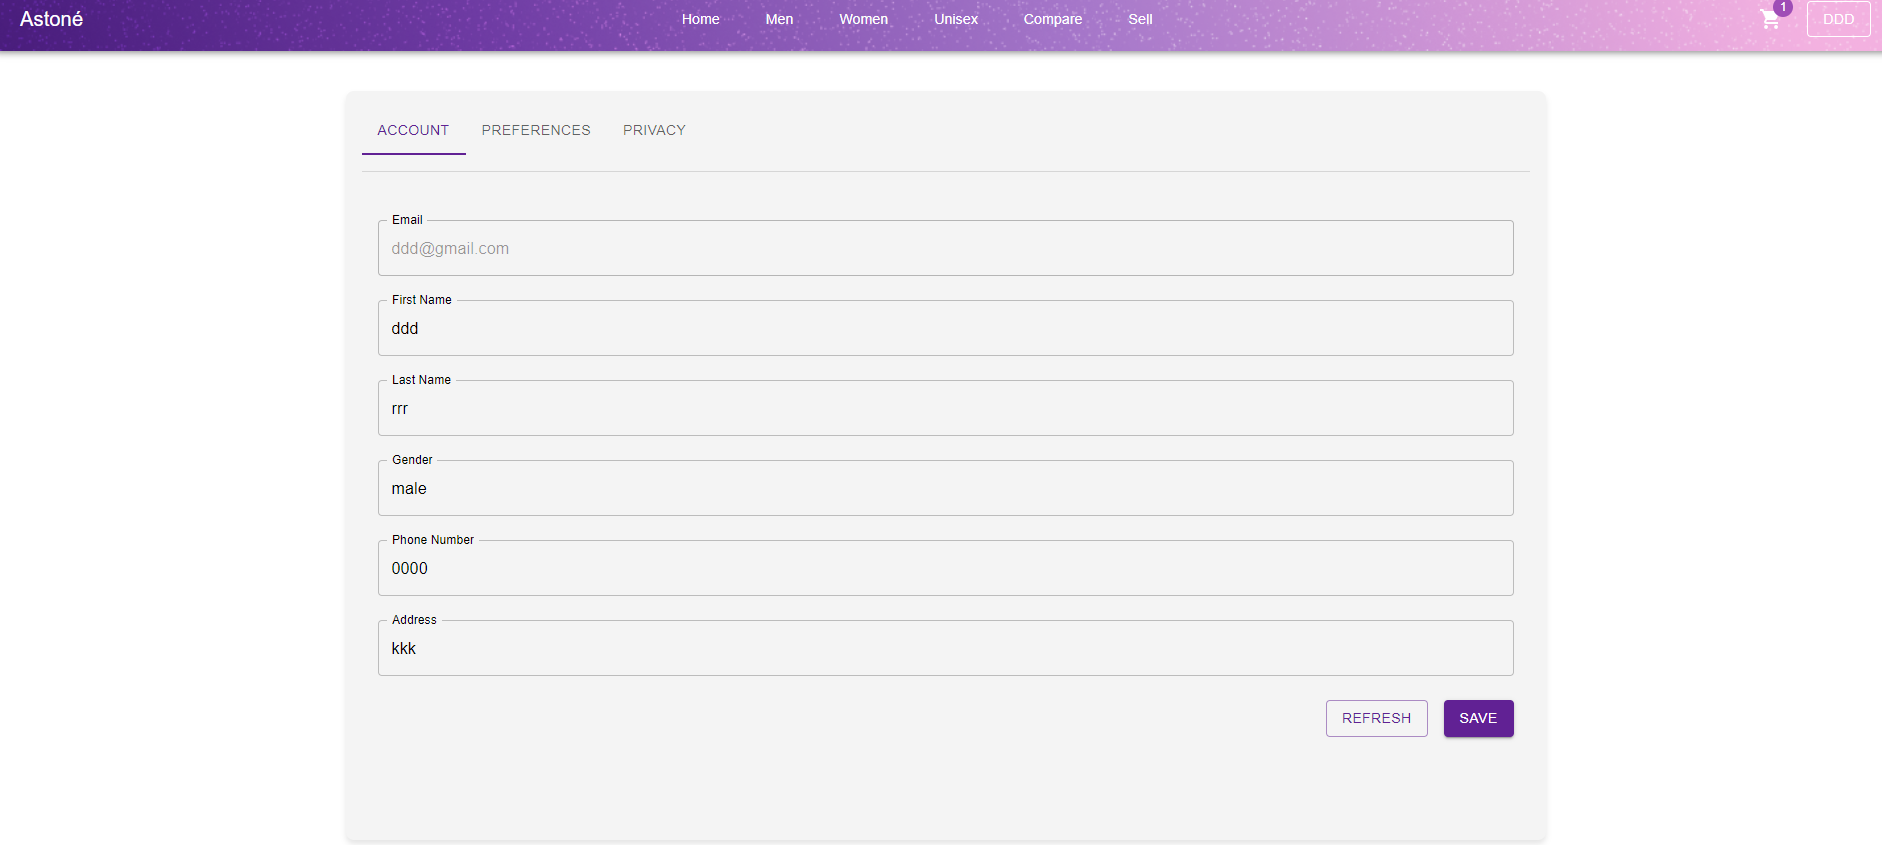 Astoné Home Men Women Unisex Compare Sell 1 DDD
ACCOUNT PREFERENCES PRIVACY
Email
ddd@gmail.com
First Name
ddd
Last Name
rrr
Gender
male
Phone Number
0000
Address
kkk
REFRESH SAVE